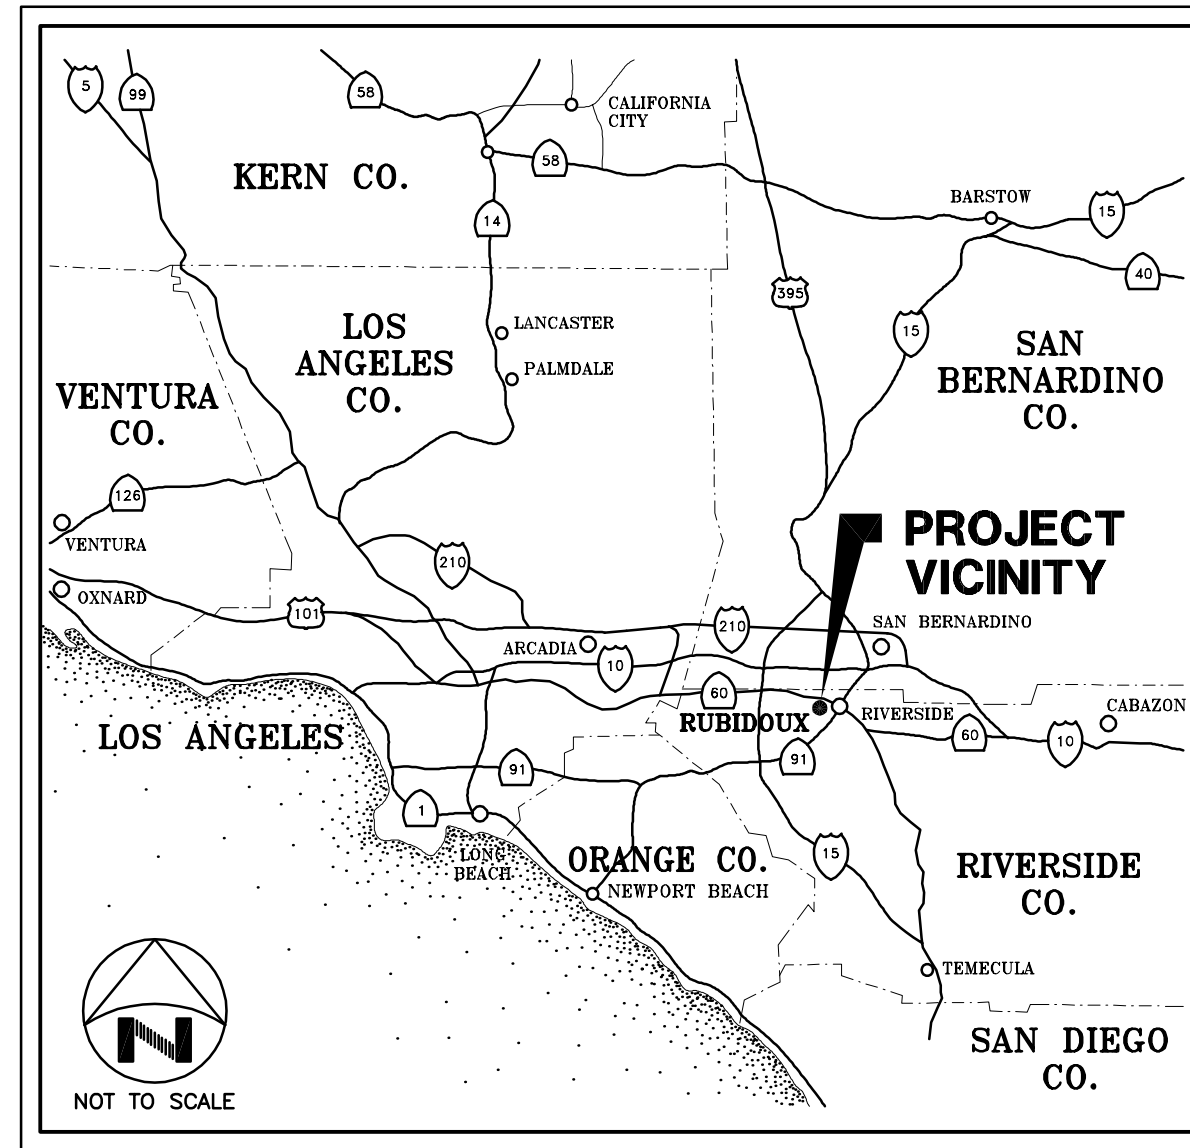 5
99
58
CALIFORNIA
CITY
KERN CO.
58
14
BARSTOW
15
40
395
15
LOS
ANGELES
CO.
LANCASTER
PALMDALE
SAN
BERNARDINO
CO.
VENTURA
CO.
126
VENTURA
OXNARD
101
210
PROJECT
VICINITY
ARCADIA
10
210
SAN BERNARDINO
60
RUBIDOUX
RIVERSIDE
CABAZON
60
10
LOS ANGELES
91
91
1
LONG
BEACH
ORANGE CO.
NEWPORT BEACH
15
RIVERSIDE
CO.
TEMECULA
SAN DIEGO
CO.
N
NOT TO SCALE